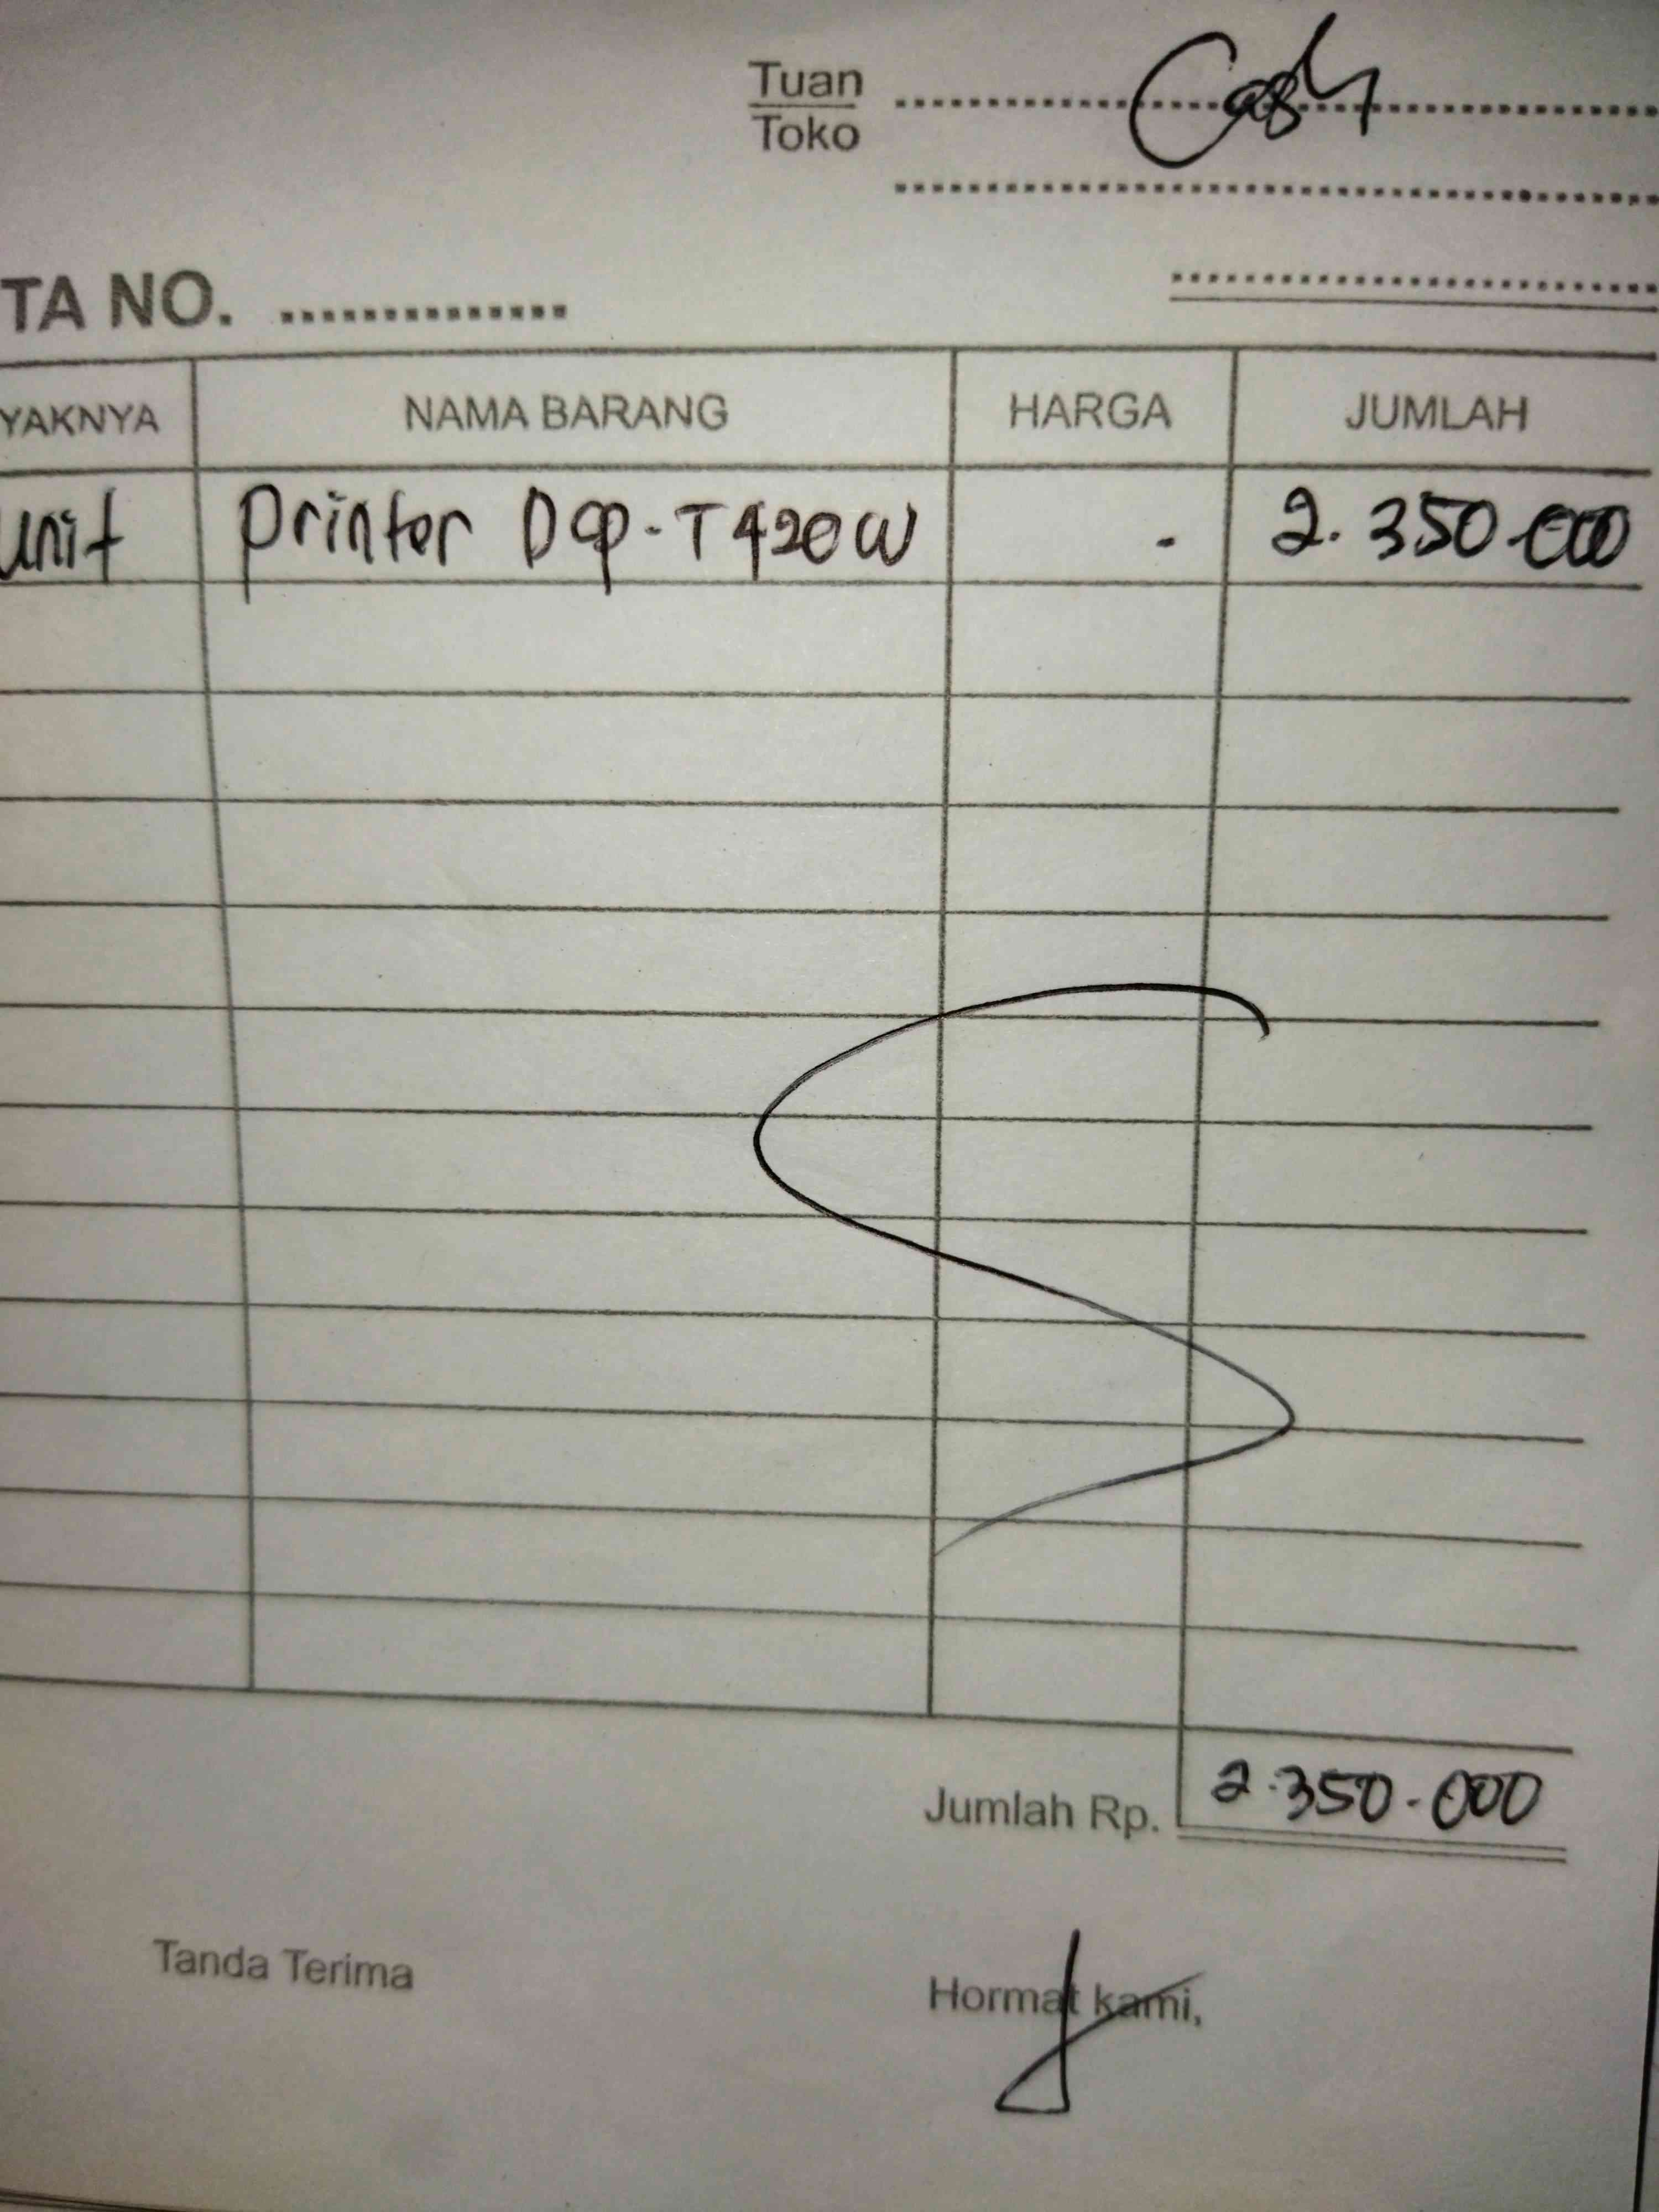 Tuan
Toko
Cash
TA NO. ..............
YAKNYA NAMA BARANG HARGA JUMLAH
unit Printer Dcp-T420W - 2.350.000
Jumlah Rp. 2.350.000
Tanda Terima Hormat kami,